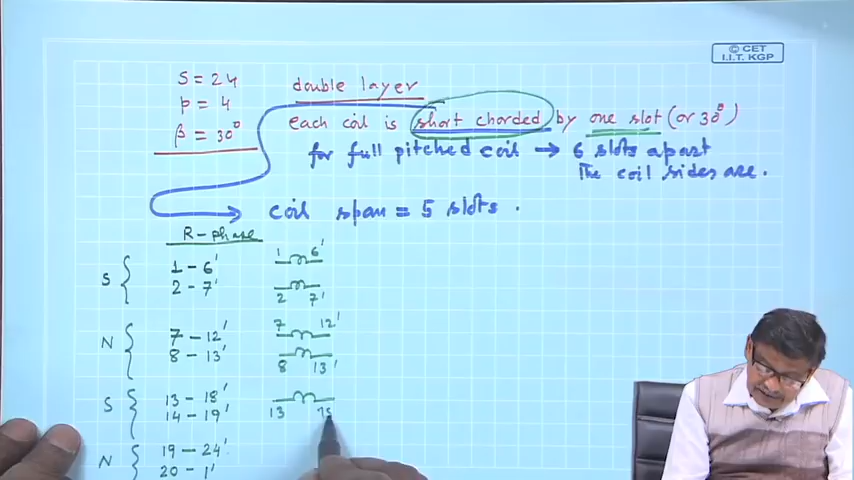 © CET
I.I.T. KGP
S = 24
p = 4
β = 30°
double layer
each coil is short chorded by one slot (or 30°)
for full pitched coil → 6 slots apart
The coil sides are.
coil span = 5 slots.
R-phase
S { 1 - 6' 1 6'
2 - 7' 2 7'
N { 7 - 12' 7 12'
8 - 13' 8 13'
S { 13 - 18' 13
14 - 19'
N { 19 - 24'
20 - 1'